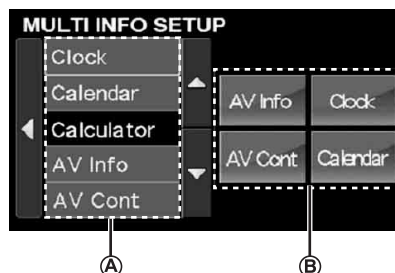 MULTI INFO SETUP
Clock
Calendar
Calculator
AV Info
AV Cont
AV Info Clock
AV Cont Calendar
A B